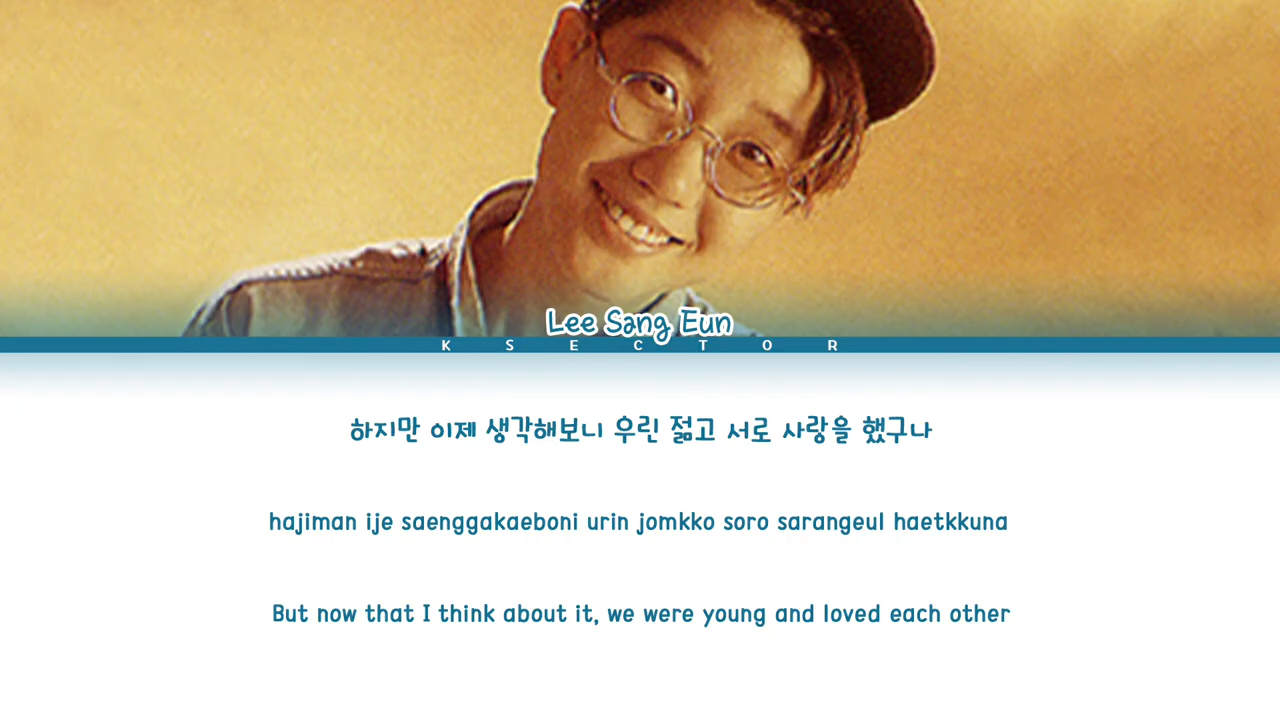 Lee Sang Eun
KSECTOR
하지만 이제 생각해보니 우린 젊고 서로 사랑을 했구나
hajiman ije saenggakaeboni urin jomkko soro sarangeul haetkkuna
But now that I think about it, we were young and loved each other